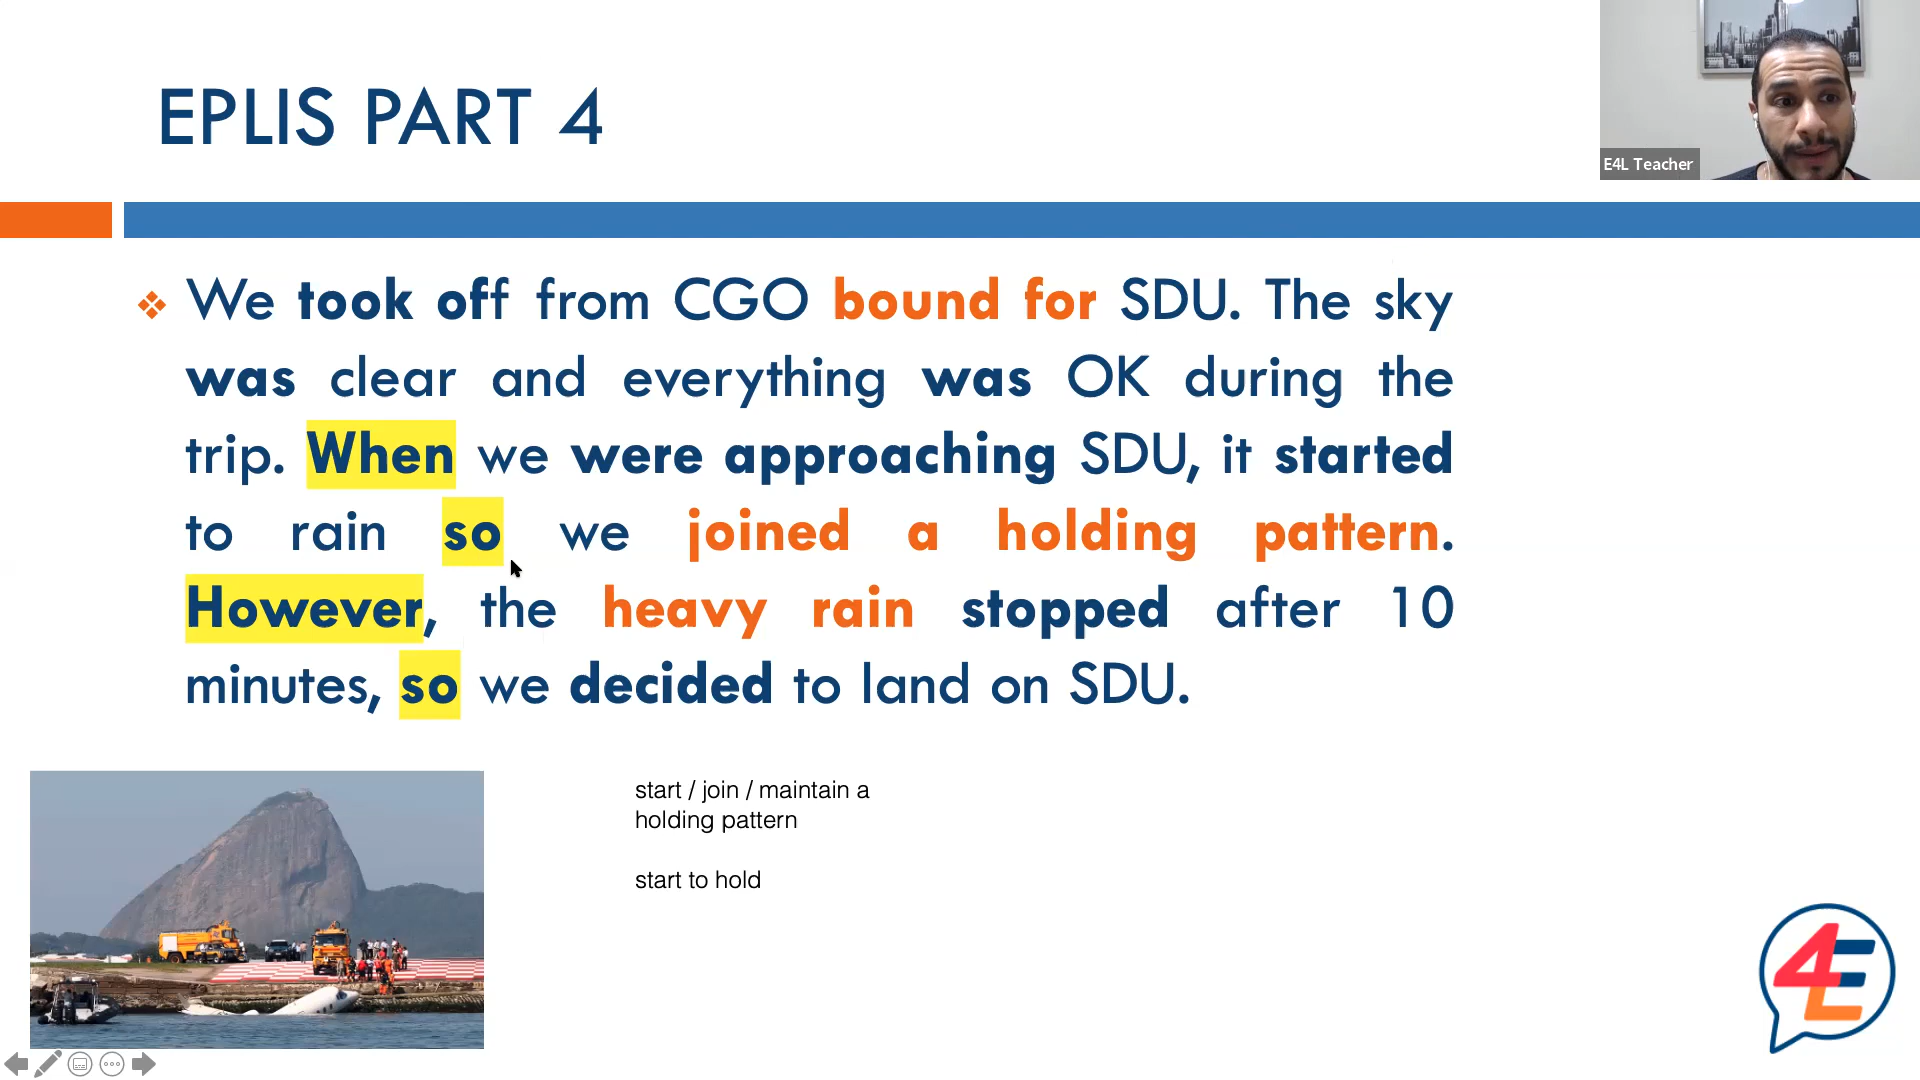 EPLIS PART 4
E4L Teacher
We took off from CGO bound for SDU. The sky
was clear and everything was OK during the
trip. When we were approaching SDU, it started
to rain so we joined a holding pattern.
However, the heavy rain stopped after 10
minutes, so we decided to land on SDU.
start / join / maintain a
holding pattern
start to hold
4E